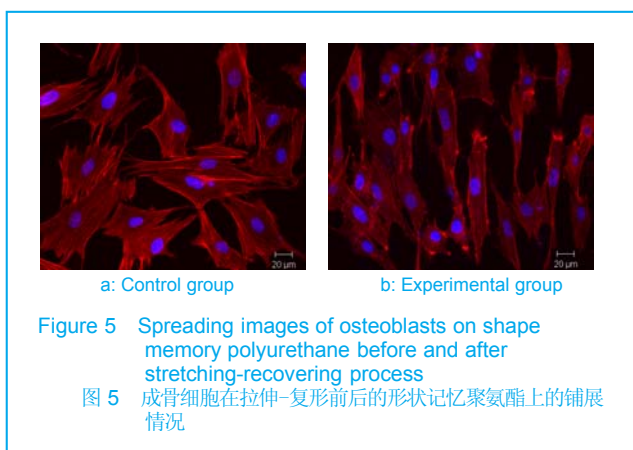 20 μm
20 μm
a: Control group
b: Experimental group
Figure 5 Spreading images of osteoblasts on shape
memory polyurethane before and after
stretching-recovering process
图 5 成骨细胞在拉伸-复形前后的形状记忆聚氨酯上的铺展
情况